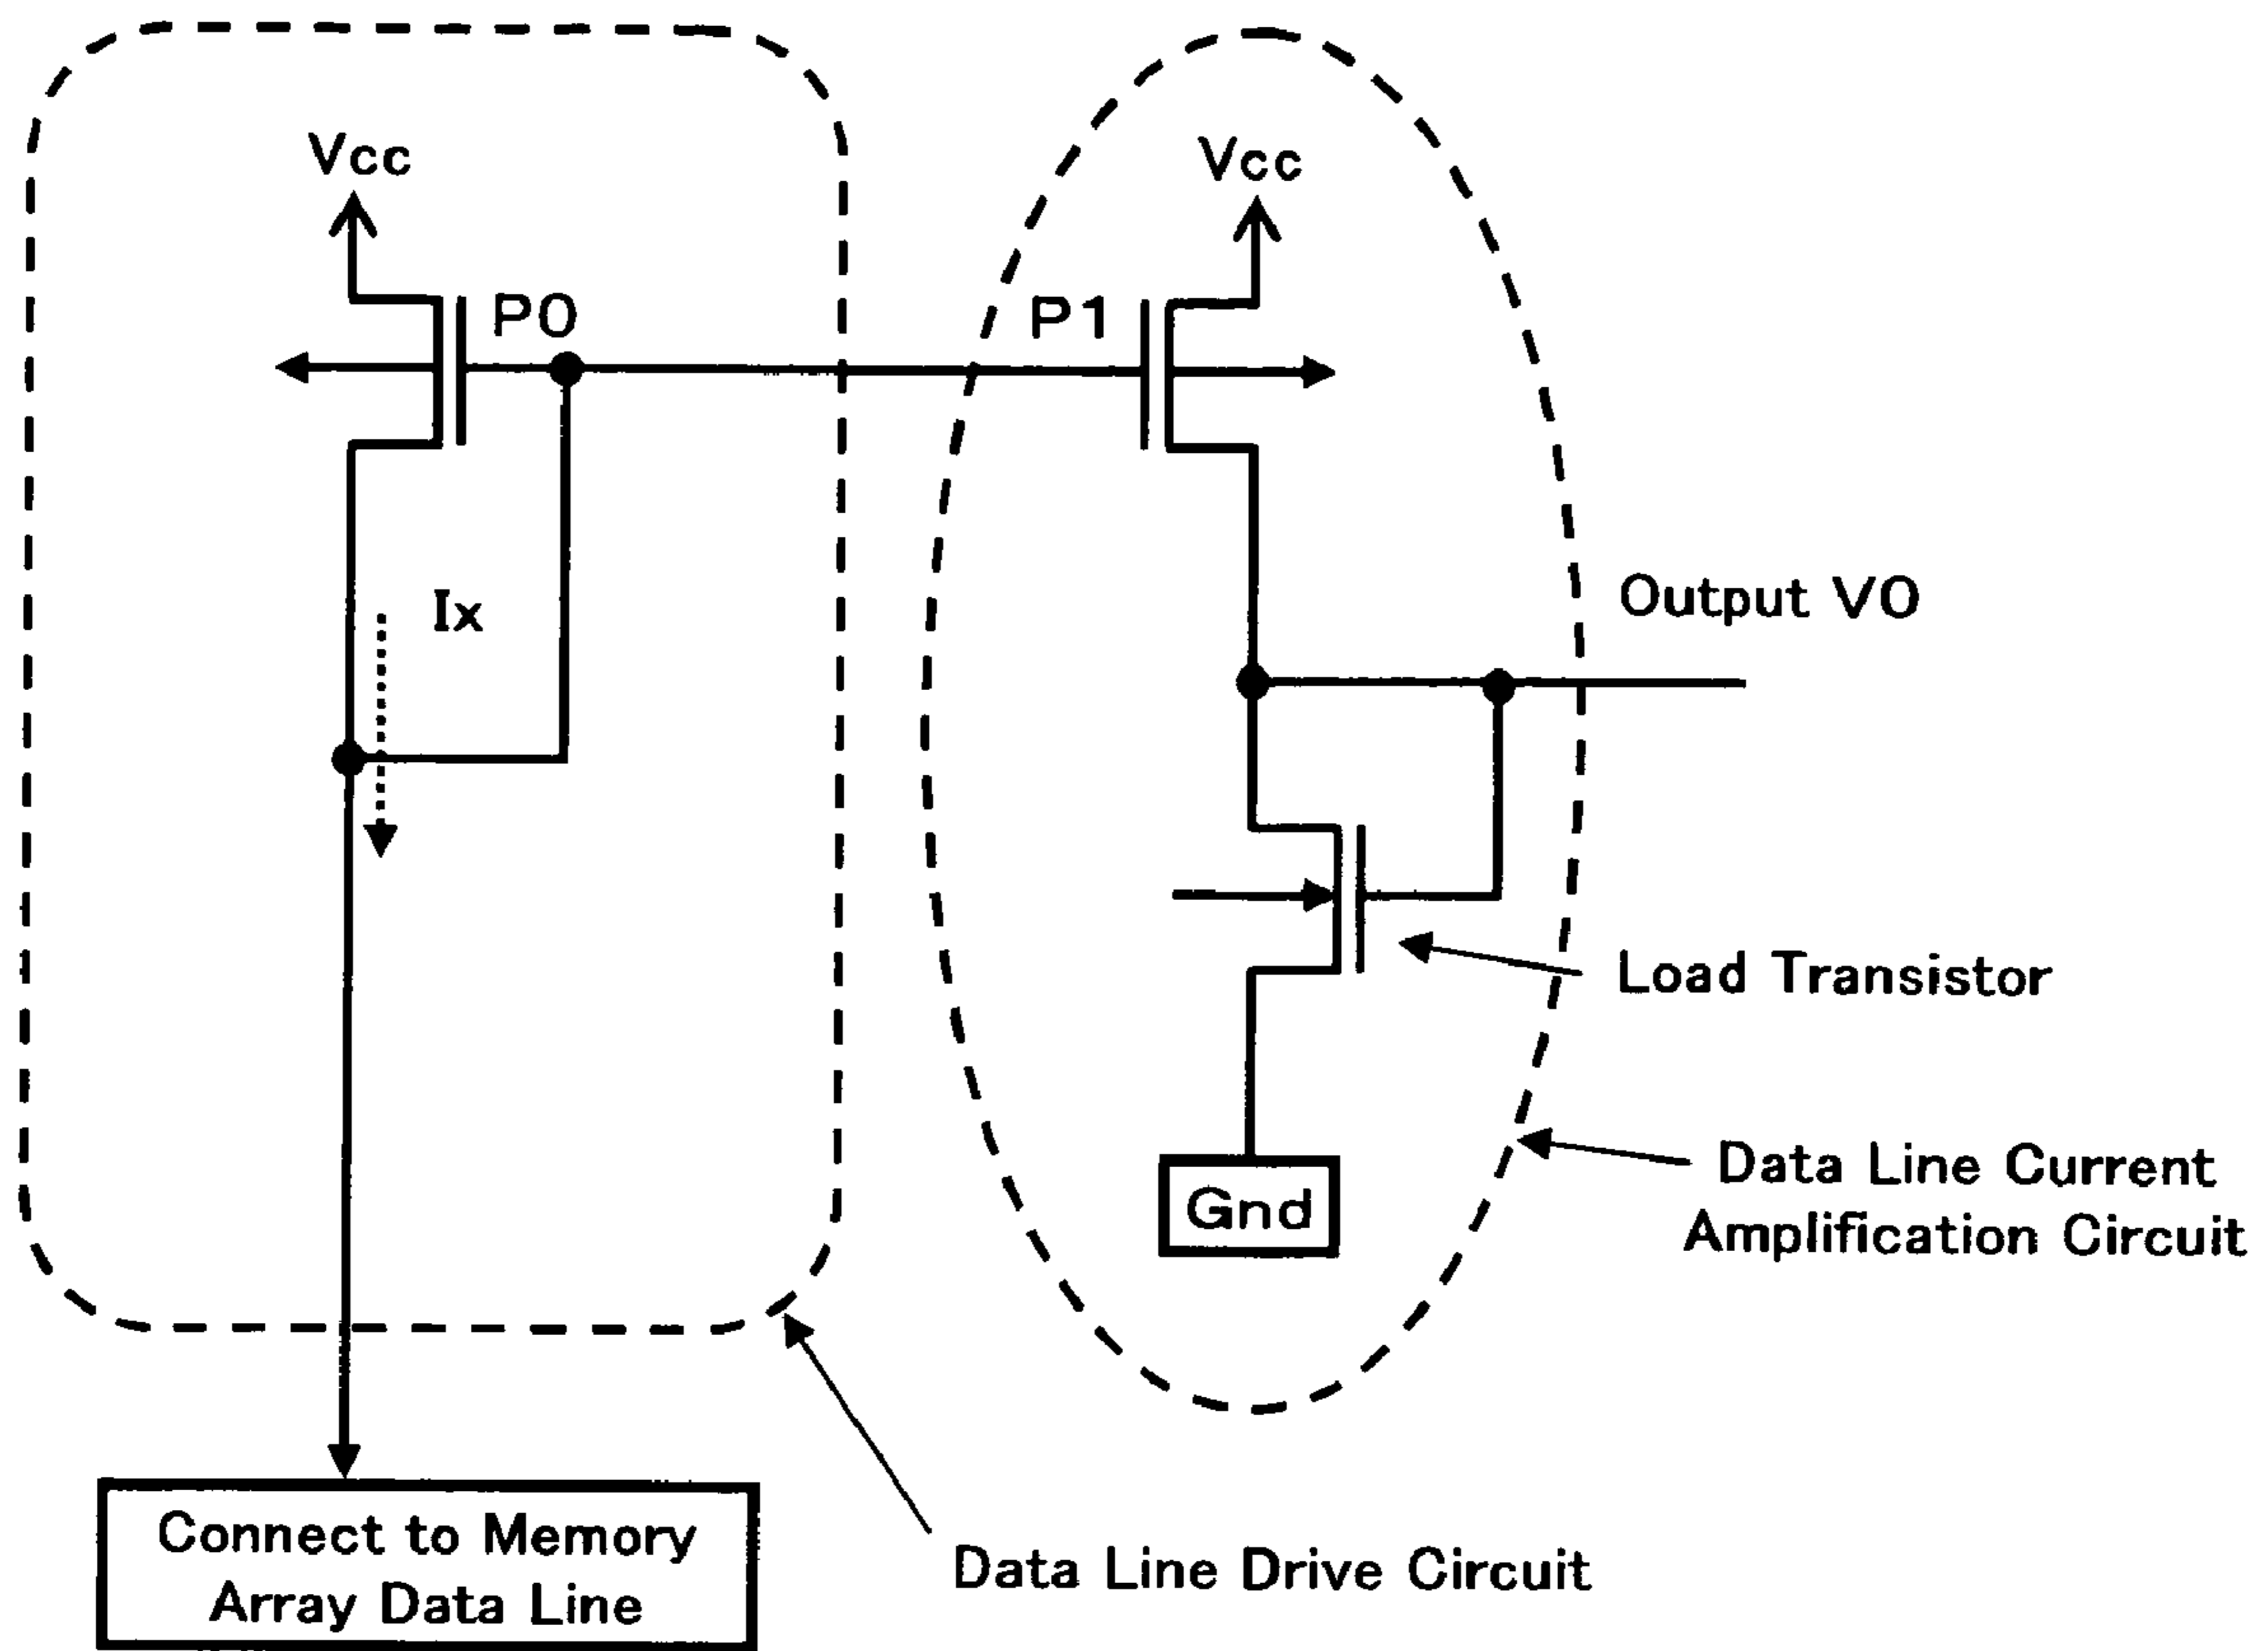 Vcc
Vcc
P0
P1
Ix
Output V0
Load Transistor
Data Line Current
Amplification Circuit
Gnd
Connect to Memory
Array Data Line
Data Line Drive Circuit